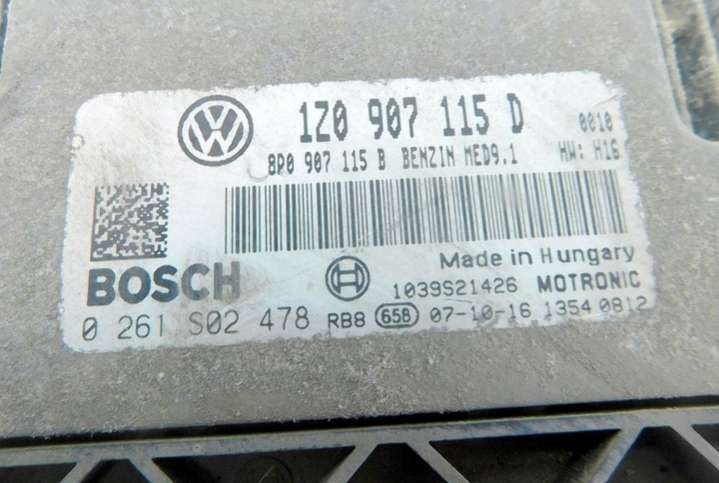 1Z0 907 115 D 0010
8P0 907 115 B BENZIN MED9.1 HW: H16
Made in Hungary
BOSCH 1039S21426 MOTRONIC
0 261 S02 478 RB8 658 07-10-16 1354 0812